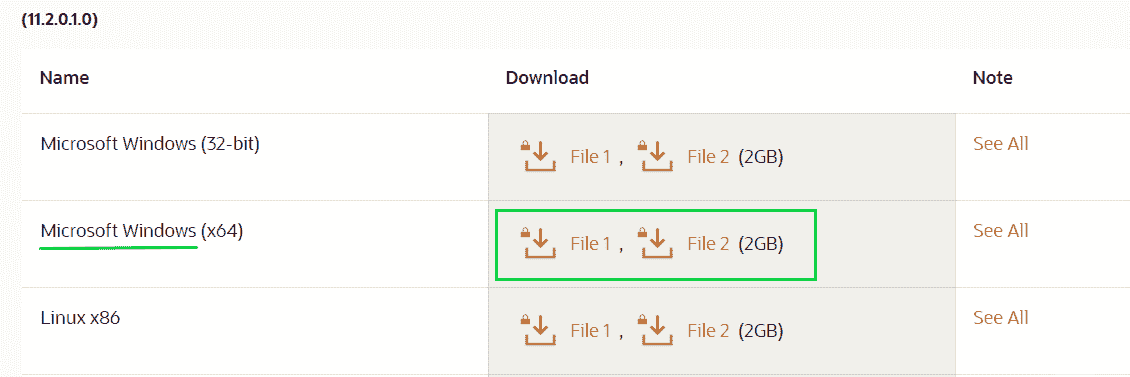 (11.2.0.1.0)
Name Download Note
Microsoft Windows (32-bit) File 1 , File 2 (2GB) See All
Microsoft Windows (x64) File 1 , File 2 (2GB) See All
Linux x86 File 1 , File 2 (2GB) See All